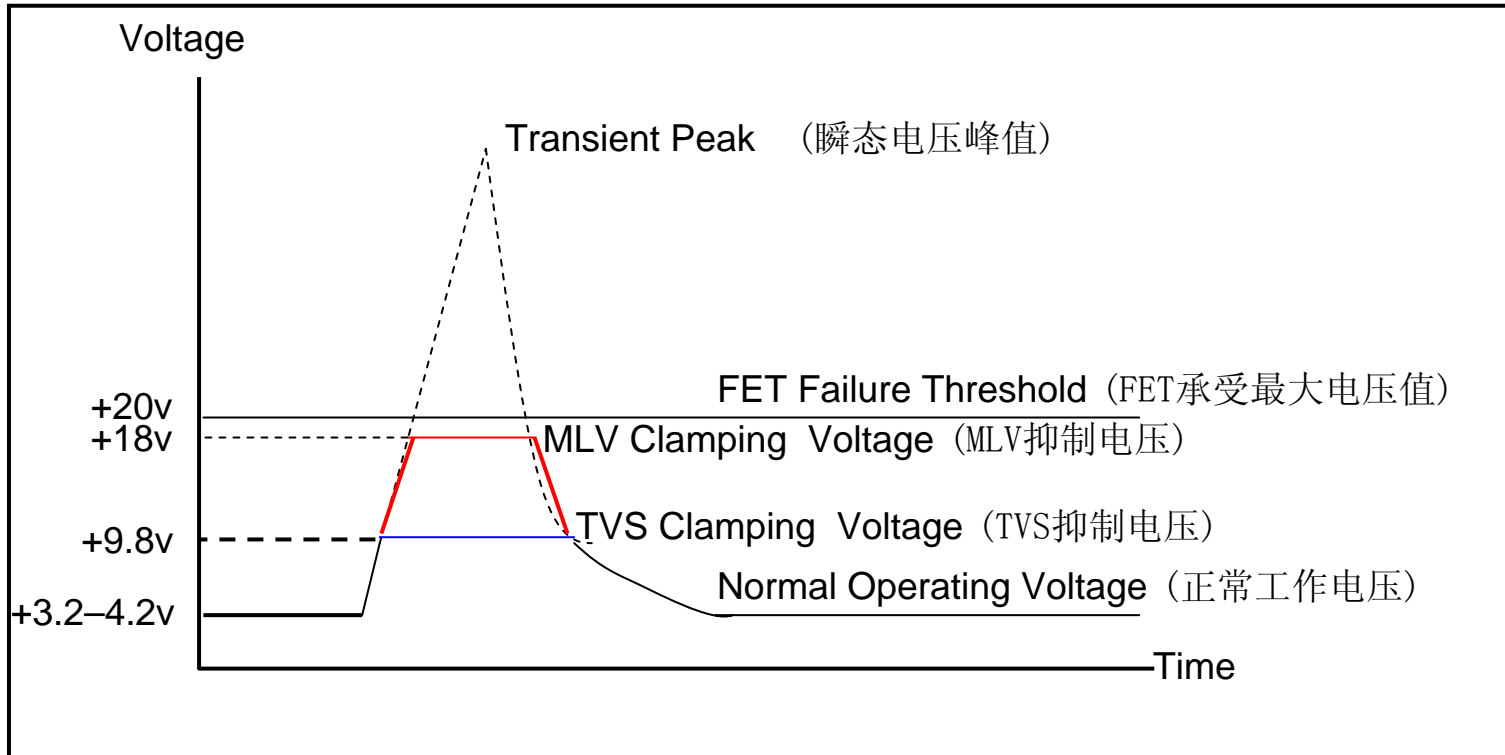 Voltage
Transient Peak (瞬态电压峰值)
FET Failure Threshold (FET承受最大电压值)
+20v
+18v
MLV Clamping Voltage (MLV抑制电压)
TVS Clamping Voltage (TVS抑制电压)
+9.8v
Normal Operating Voltage (正常工作电压)
+3.2–4.2v
Time